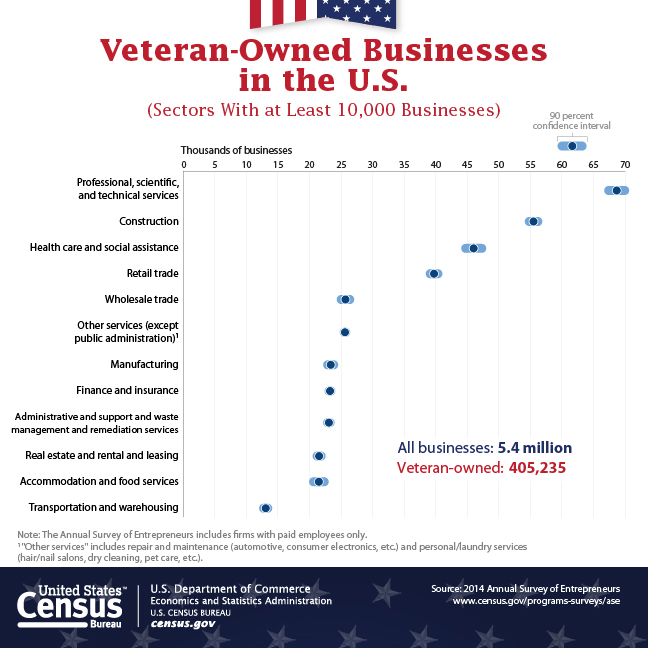 Veteran-Owned Businesses
in the U.S.
(Sectors With at Least 10,000 Businesses)
90 percent
confidence interval
Thousands of businesses
0 5 10 15 20 25 30 35 40 45 50 55 60 65 70
Professional, scientific,
and technical services
Construction
Health care and social assistance
Retail trade
Wholesale trade
Other services (except
public administration)¹
Manufacturing
Finance and insurance
Administrative and support and waste
management and remediation services
Real estate and rental and leasing
Accommodation and food services
Transportation and warehousing
All businesses: 5.4 million
Veteran-owned: 405,235
Note: The Annual Survey of Entrepreneurs includes firms with paid employees only.
¹"Other services" includes repair and maintenance (automotive, consumer electronics, etc.) and personal/laundry services
(hair/nail salons, dry cleaning, pet care, etc.).
United States™
Census
Bureau
U.S. Department of Commerce
Economics and Statistics Administration
U.S. CENSUS BUREAU
census.gov
Source: 2014 Annual Survey of Entrepreneurs
www.census.gov/programs-surveys/ase